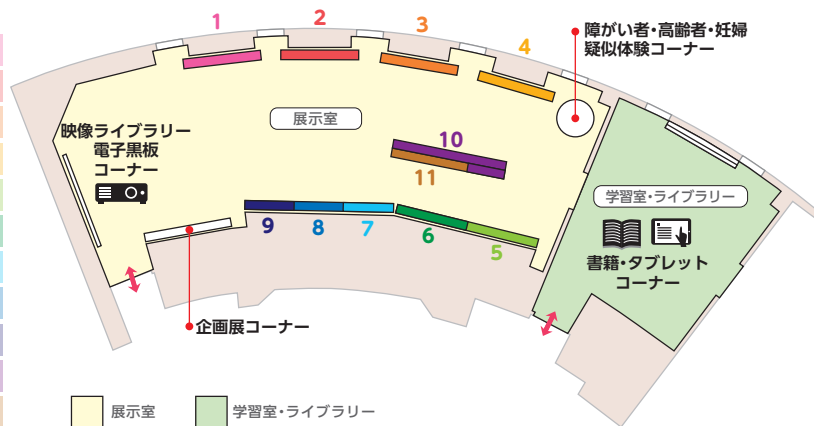 1
2
3
4
障がい者・高齢者・妊婦
疑似体験コーナー
展示室
映像ライブラリー
電子黒板
コーナー
10
11
学習室・ライブラリー
書籍・タブレット
コーナー
9
8
7
6
5
企画展コーナー
展示室
学習室・ライブラリー